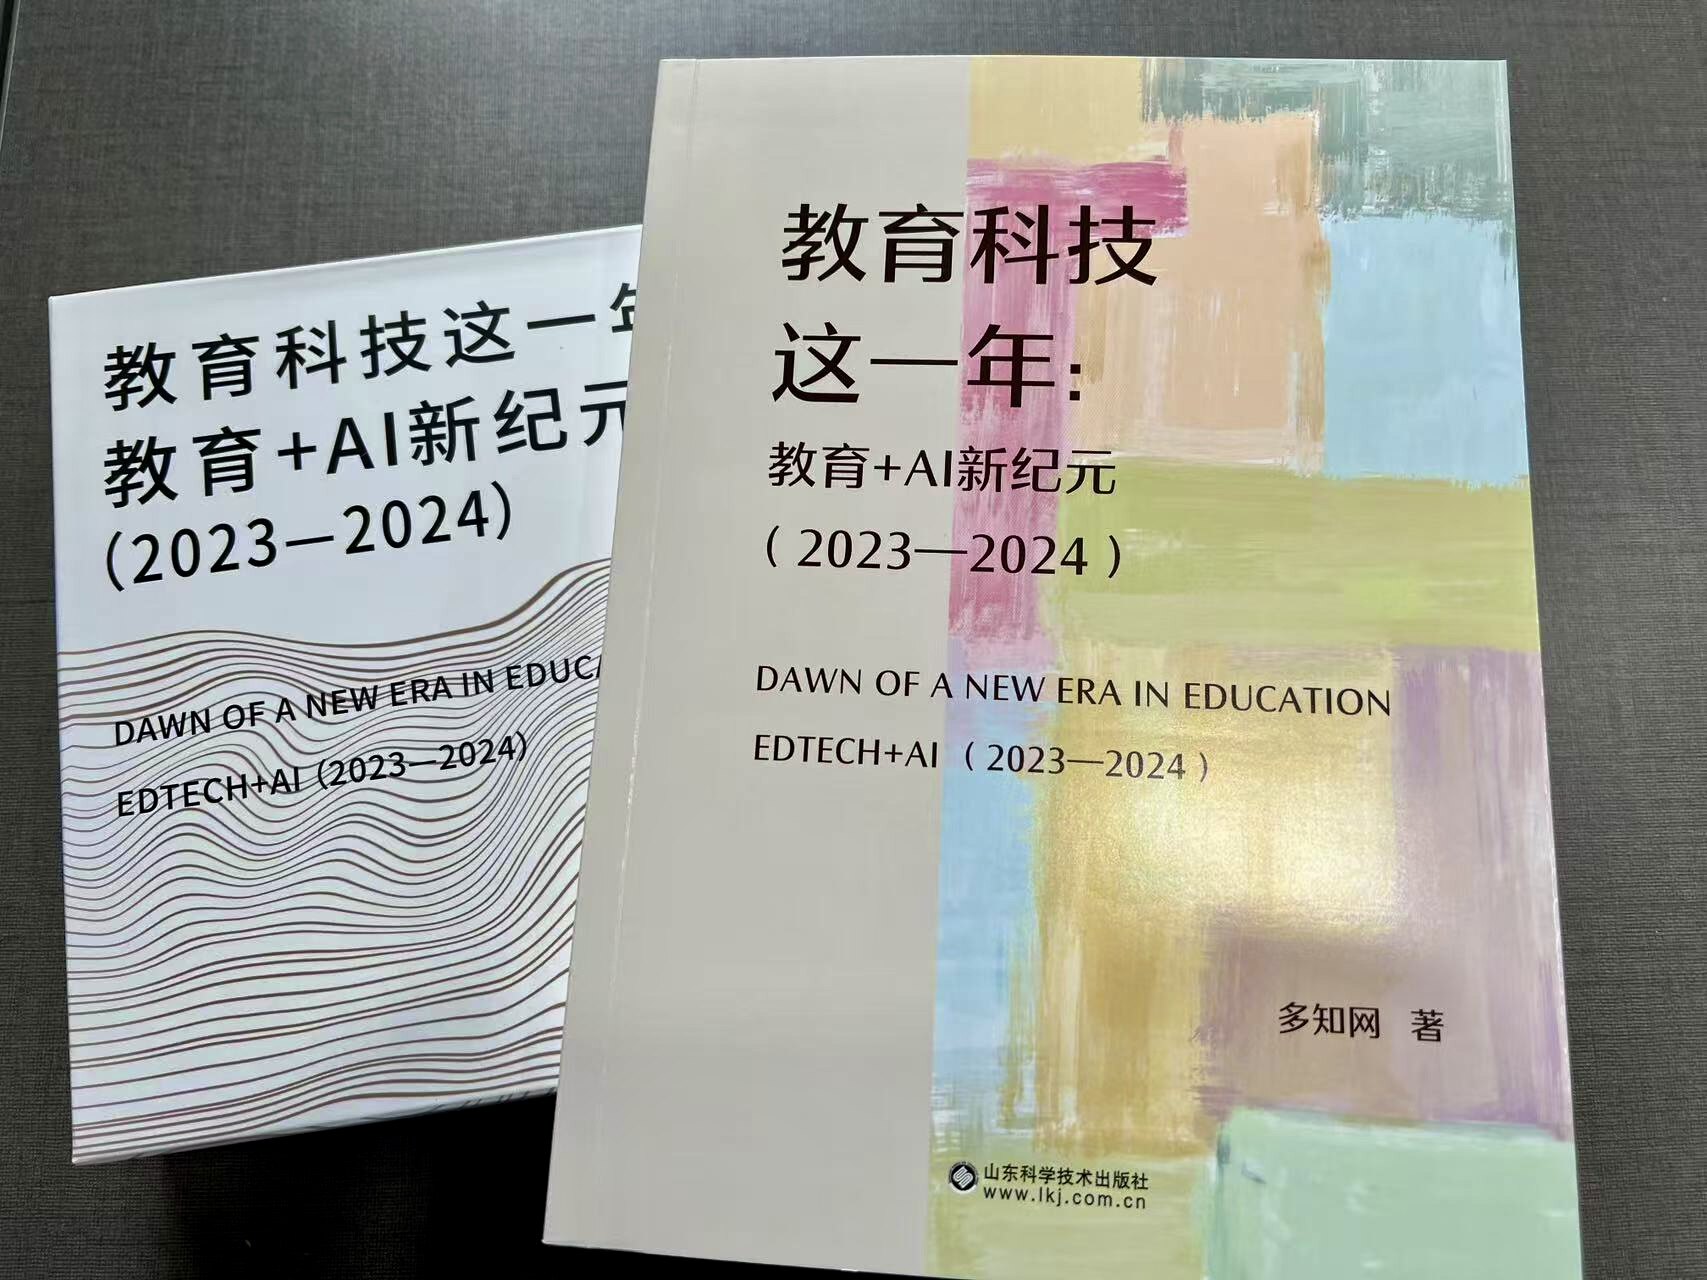 教育科技这一年
教育+AI新纪元
(2023—2024)
DAWN OF A NEW ERA IN EDUCA
EDTECH+AI (2023—2024)
教育科技
这一年:
教育+AI新纪元
(2023—2024)
DAWN OF A NEW ERA IN EDUCATION
EDTECH+AI (2023—2024)
多知网 著
山东科学技术出版社
www.lkj.com.cn